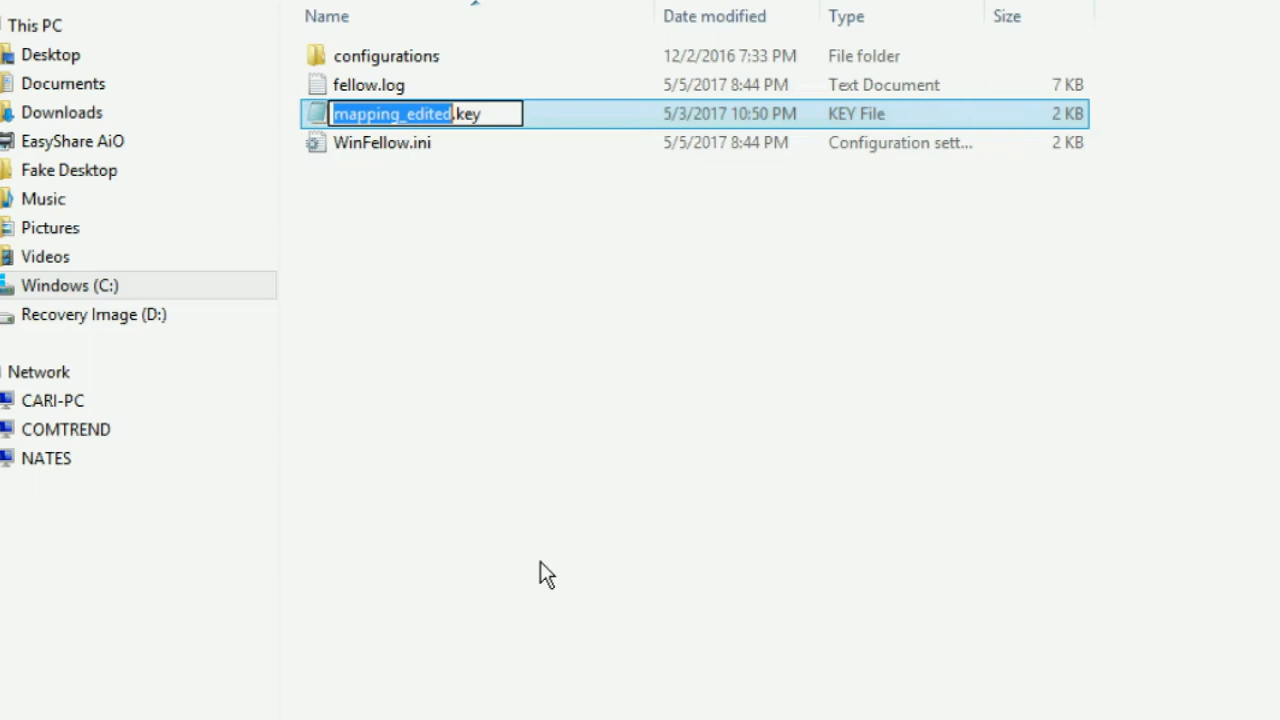 Name Date modified Type Size
This PC
Desktop
Documents
Downloads
EasyShare AiO
Fake Desktop
Music
Pictures
Videos
Windows (C:)
Recovery Image (D:)
Network
CARI-PC
COMTREND
NATES
configurations 12/2/2016 7:33 PM File folder
fellow.log 5/5/2017 8:44 PM Text Document 7 KB
mapping_edited.key 5/3/2017 10:50 PM KEY File 2 KB
WinFellow.ini 5/5/2017 8:44 PM Configuration sett... 2 KB